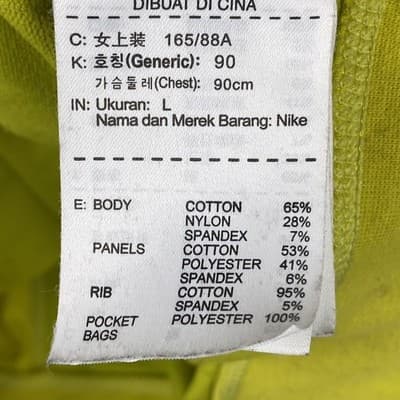 DIBUAT DI CINA
C: 女上装 165/88A
K: 호칭(Generic): 90
가슴둘레(Chest): 90cm
IN: Ukuran: L
Nama dan Merek Barang: Nike
E: BODY COTTON 65%
NYLON 28%
SPANDEX 7%
PANELS COTTON 53%
POLYESTER 41%
SPANDEX 6%
RIB COTTON 95%
SPANDEX 5%
POCKET POLYESTER 100%
BAGS